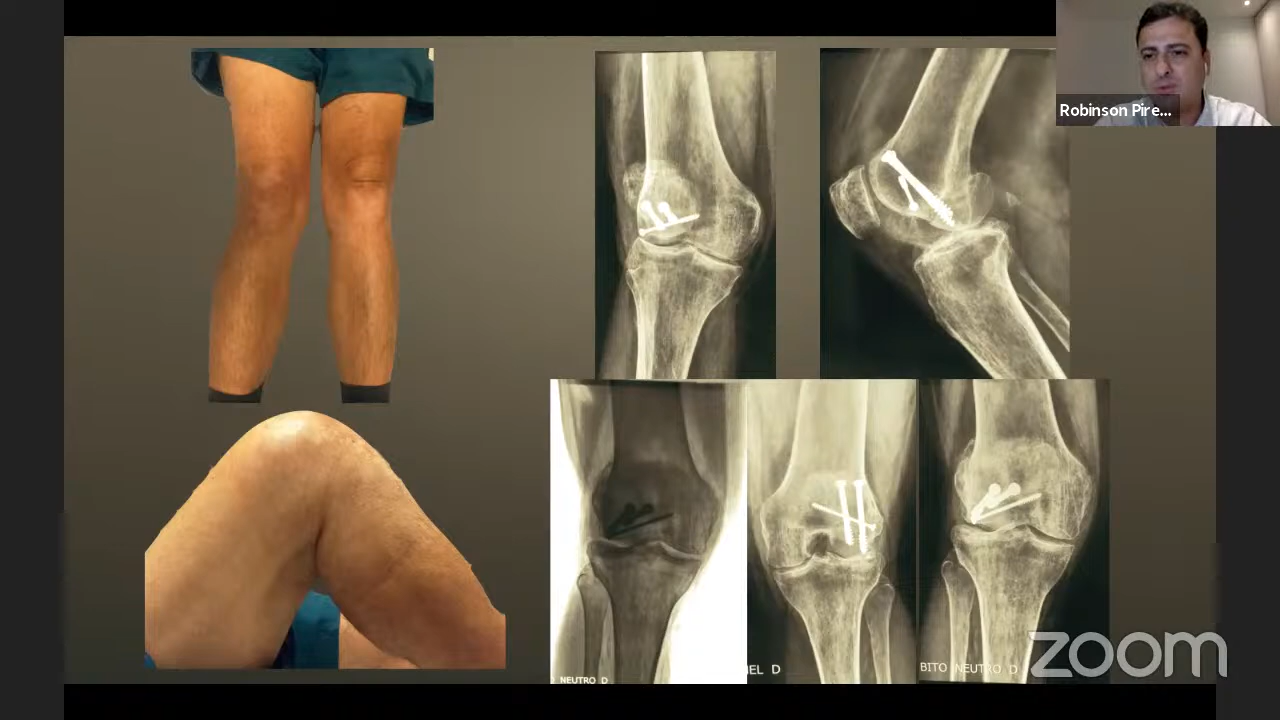 Robinson Pire...
NEUTRO D
EL D
BITO NEUTRO D
zoom